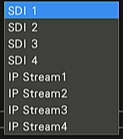 SDI 1
SDI 2
SDI 3
SDI 4
IP Stream1
IP Stream2
IP Stream3
IP Stream4